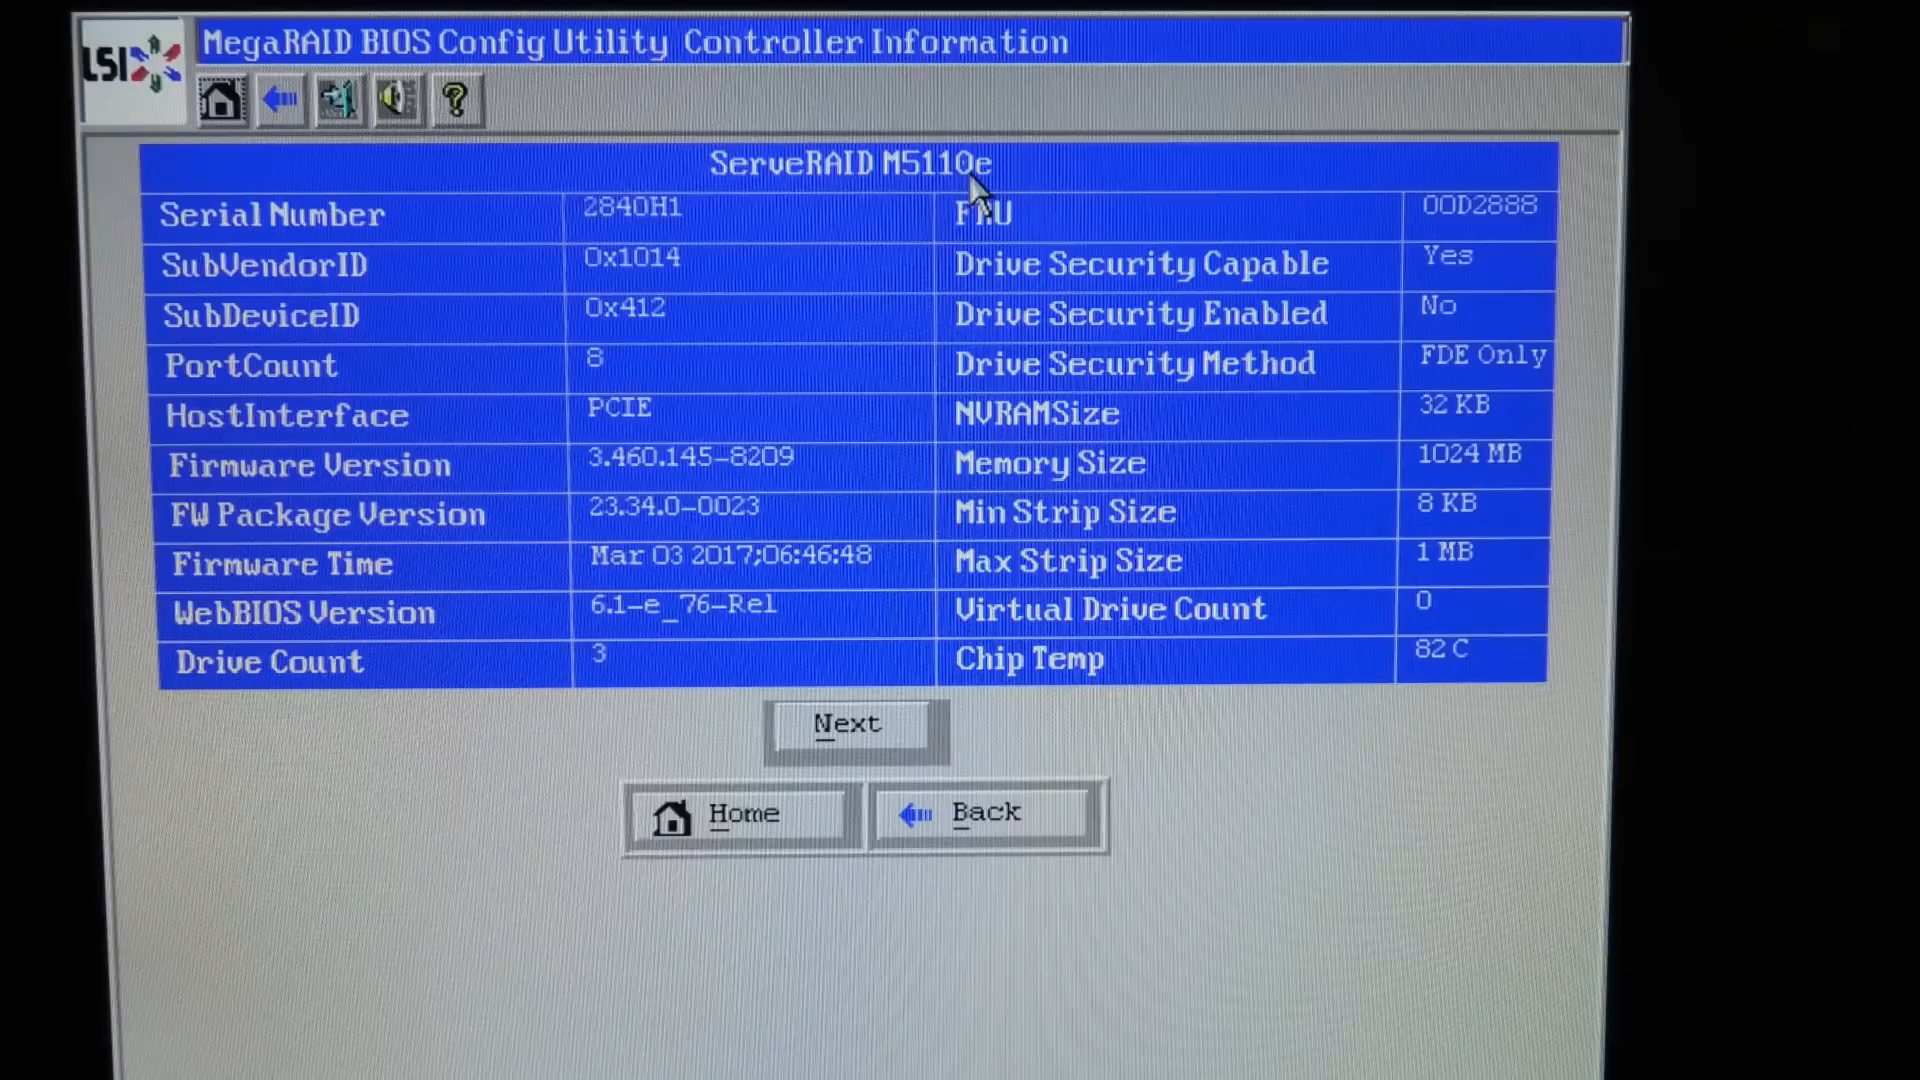 LSI
MegaRAID BIOS Config Utility Controller Information
ServeRAID M5110e
Serial Number 2840H1 FRU 00D2888
SubVendorID 0x1014 Drive Security Capable Yes
SubDeviceID 0x412 Drive Security Enabled No
PortCount 8 Drive Security Method FDE Only
HostInterface PCIE NVRAMSize 32 KB
Firmware Version 3.460.145-8209 Memory Size 1024 MB
FW Package Version 23.34.0-0023 Min Strip Size 8 KB
Firmware Time Mar 03 2017;06:46:48 Max Strip Size 1 MB
WebBIOS Version 6.1-e_76-Rel Virtual Drive Count 0
Drive Count 3 Chip Temp 82 C
Next
Home Back